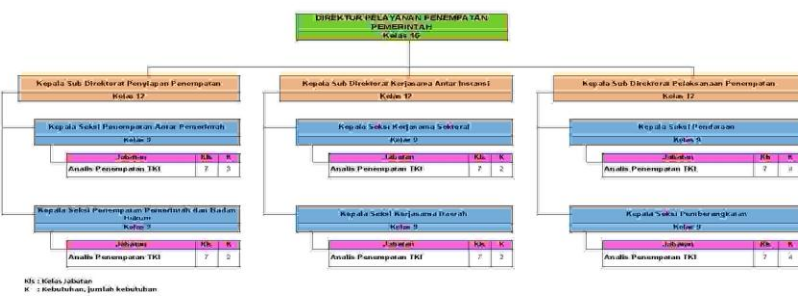 DIREKTUR PELAYANAN PENEMPATAN
PEMERINTAH
Kelas 16
Kepala Sub Direktorat Penyiapan Penempatan
Kelas 12
Kepala Seksi Penempatan Antar Pemerintah
Kelas 9
Jabatan Kls K
Analis Penempatan TKI 7 2
Kepala Seksi Penempatan Pemerintah dan Badan
Hukum
Kelas 9
Jabatan Kls K
Analis Penempatan TKI 7 2
Kepala Sub Direktorat Kerjasama Antar Instansi
Kelas 12
Kepala Seksi Kerjasama Sektoral
Kelas 9
Jabatan Kls K
Analis Penempatan TKI 7 2
Kepala Seksi Kerjasama Daerah
Kelas 9
Jabatan Kls K
Analis Penempatan TKI 7 2
Kepala Sub Direktorat Pelaksanaan Penempatan
Kelas 12
Kepala Seksi Pendataan
Kelas 9
Jabatan Kls K
Analis Penempatan TKI 7
Kepala Seksi Pemberangkatan
Kelas 9
Jabatan Kls K
Analis Penempatan TKI 7
Kls : Kelas Jabatan
K : Kebutuhan, jumlah kebutuhan